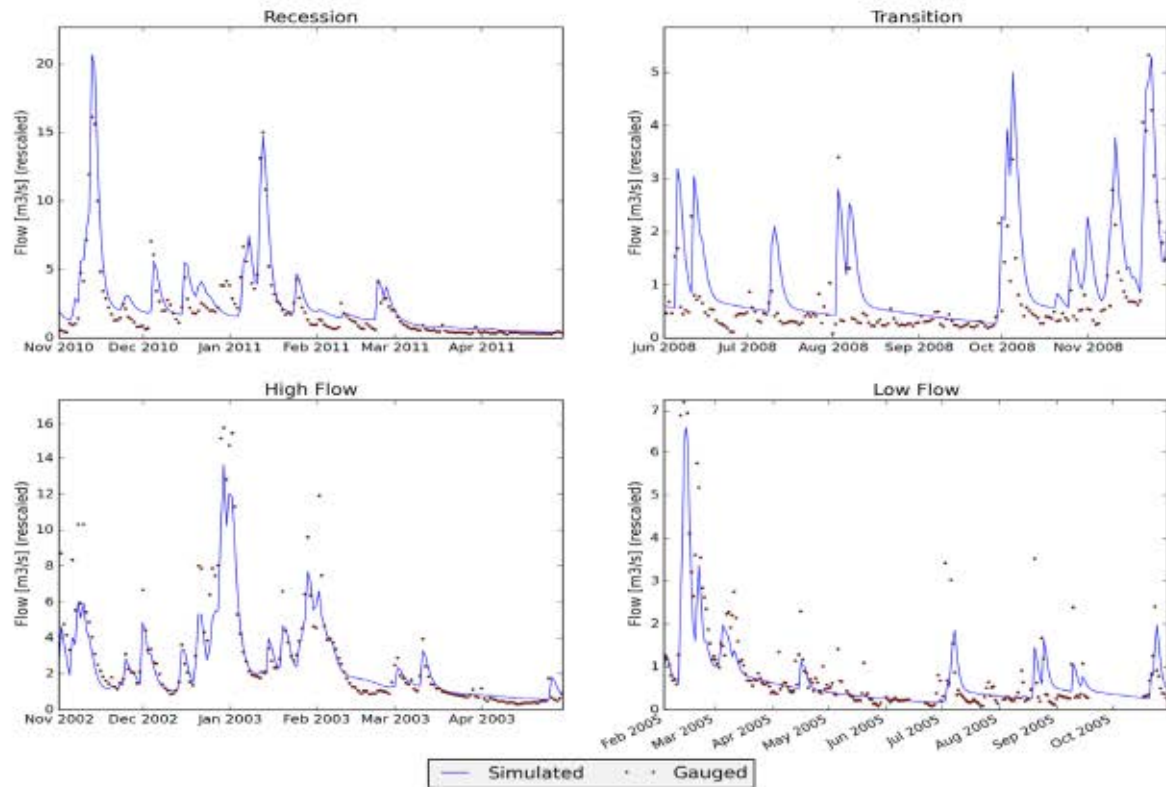 Recession
Flow [m3/s] (rescaled)
20
15
10
5
0
Nov 2010 Dec 2010 Jan 2011 Feb 2011 Mar 2011 Apr 2011
Transition
Flow [m3/s] (rescaled)
5
4
3
2
1
0
Jun 2008 Jul 2008 Aug 2008 Sep 2008 Oct 2008 Nov 2008
High Flow
Flow [m3/s] (rescaled)
16
14
12
10
8
6
4
2
0
Nov 2002 Dec 2002 Jan 2003 Feb 2003 Mar 2003 Apr 2003
Low Flow
Flow [m3/s] (rescaled)
7
6
5
4
3
2
1
0
Feb 2005 Mar 2005 Apr 2005 May 2005 Jun 2005 Jul 2005 Aug 2005 Sep 2005 Oct 2005
Simulated Gauged